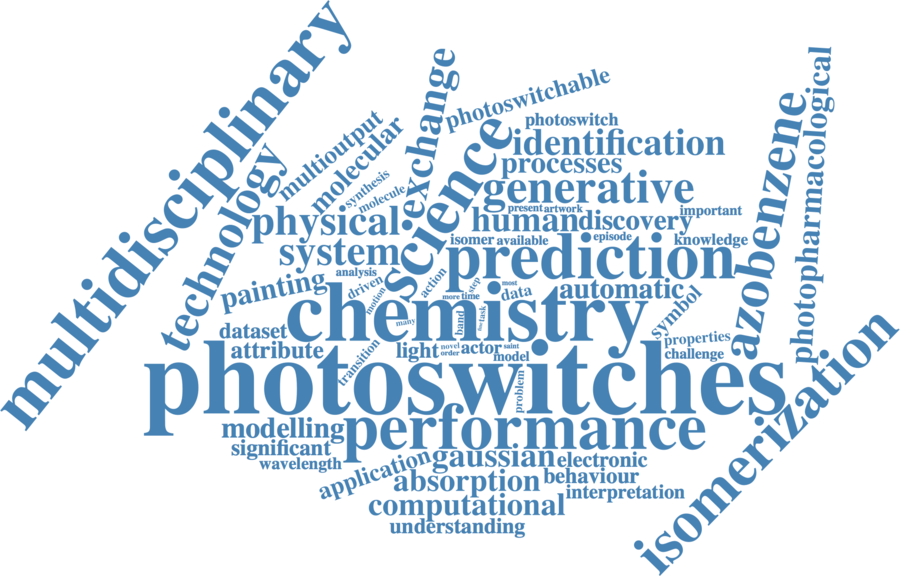 multidisciplinary
technology
multioutput
molecular
exchange
photoswitchable
science
photoswitch
identification
processes
generative
synthesis
molecule
physical
present
artwork
human
discovery
important
system
isomer
available
episode
knowledge
prediction
azobenzene
photopharmacological
painting
analysis
driven
motion
action
step
most
data
automatic
symbol
chemistry
more
time
many
band
fine
task
dataset
attribute
transition
light
novel
order
actor
saint
model
properties
challenge
photoswitches
problem
isomerization
modelling
performance
significant
wavelength
application
gaussian
electronic
absorption
behaviour
interpretation
computational
understanding